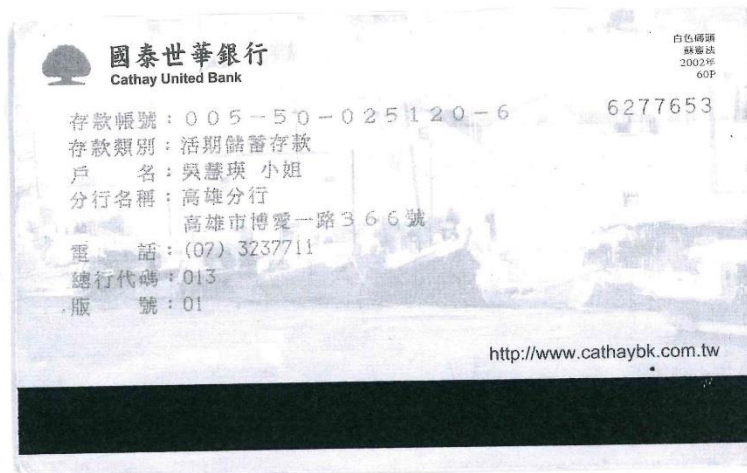 國泰世華銀行
Cathay United Bank
白色碼頭
蘇憲法
2002年
60P
6277653
存款帳號：005-50-025120-6
存款類別：活期儲蓄存款
戶　　名：吳慧瑛 小姐
分行名稱：高雄分行
高雄市博愛一路366號
電　　話：(07) 3237711
總行代碼：013
版　　號：01
http://www.cathaybk.com.tw